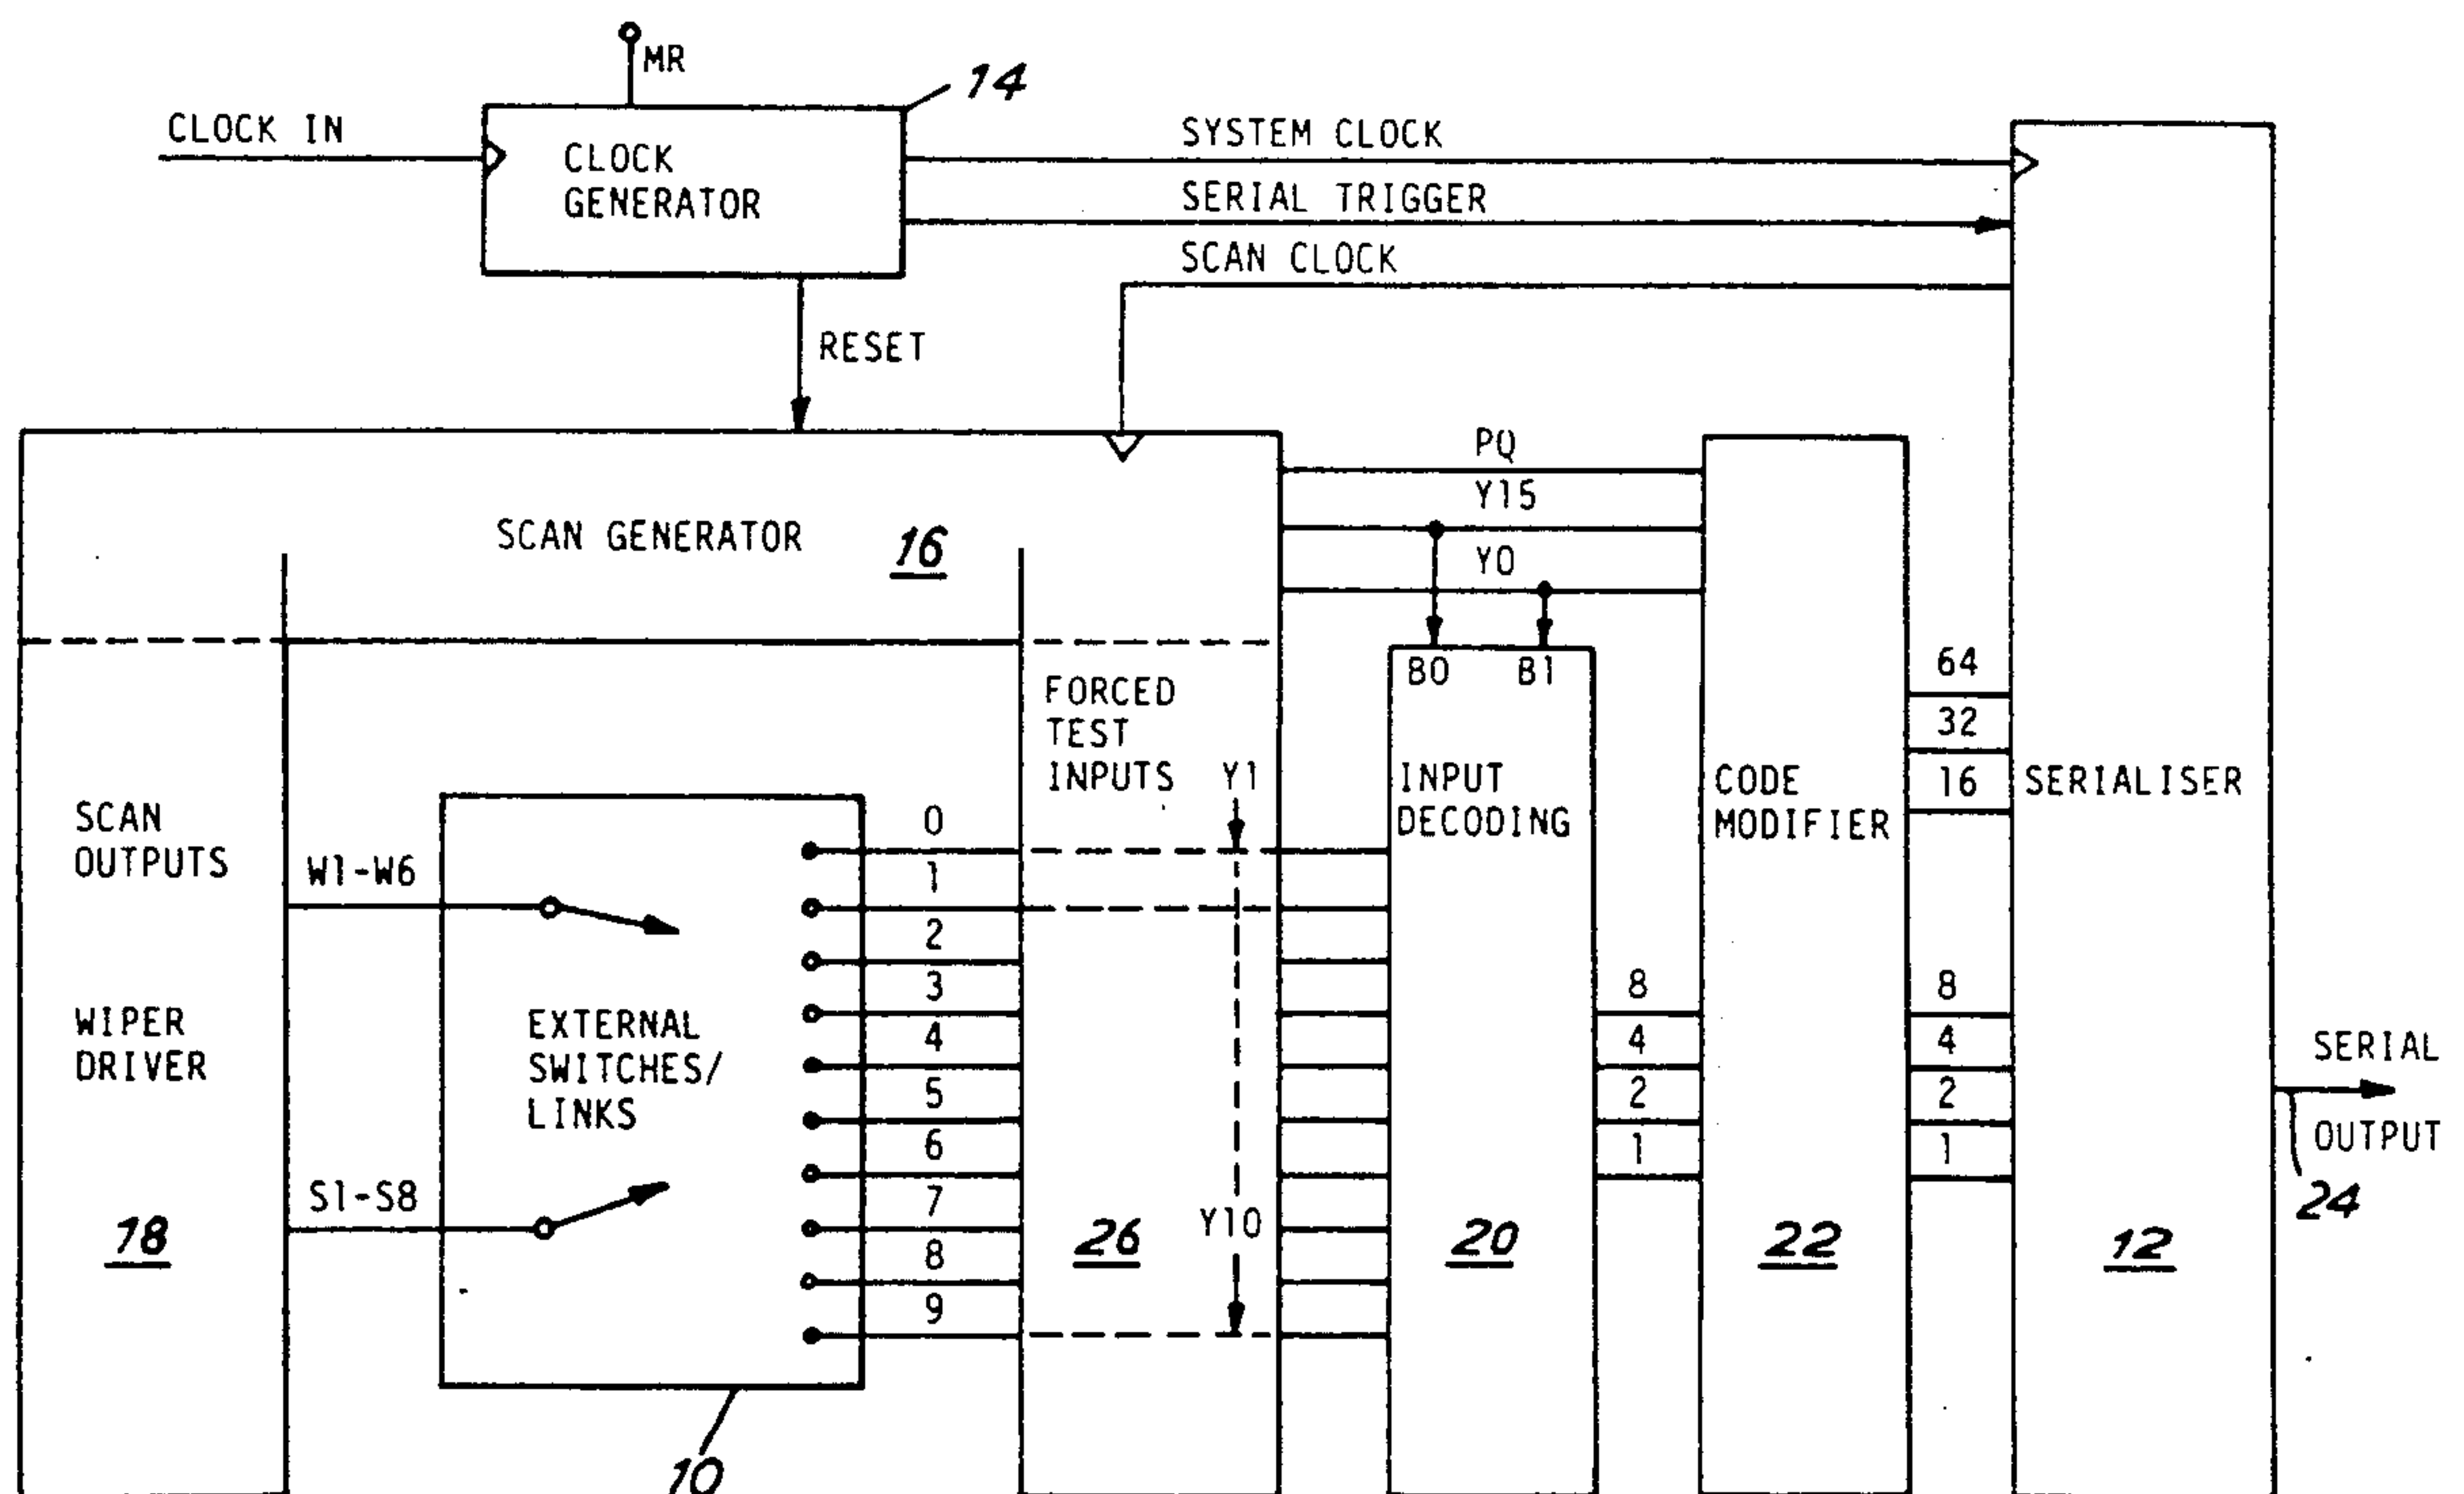 MR
14
CLOCK IN
CLOCK
GENERATOR
SYSTEM CLOCK
SERIAL TRIGGER
SCAN CLOCK
RESET
PQ
Y15
Y0
SCAN GENERATOR 16
B0 B1
FORCED
TEST
INPUTS
Y1
Y10
26
SCAN
OUTPUTS
WIPER
DRIVER
18
W1-W6
S1-S8
EXTERNAL
SWITCHES/
LINKS
10
0
1
2
3
4
5
6
7
8
9
INPUT
DECODING
20
8
4
2
1
CODE
MODIFIER
22
64
32
16
8
4
2
1
SERIALISER
12
SERIAL
OUTPUT
24